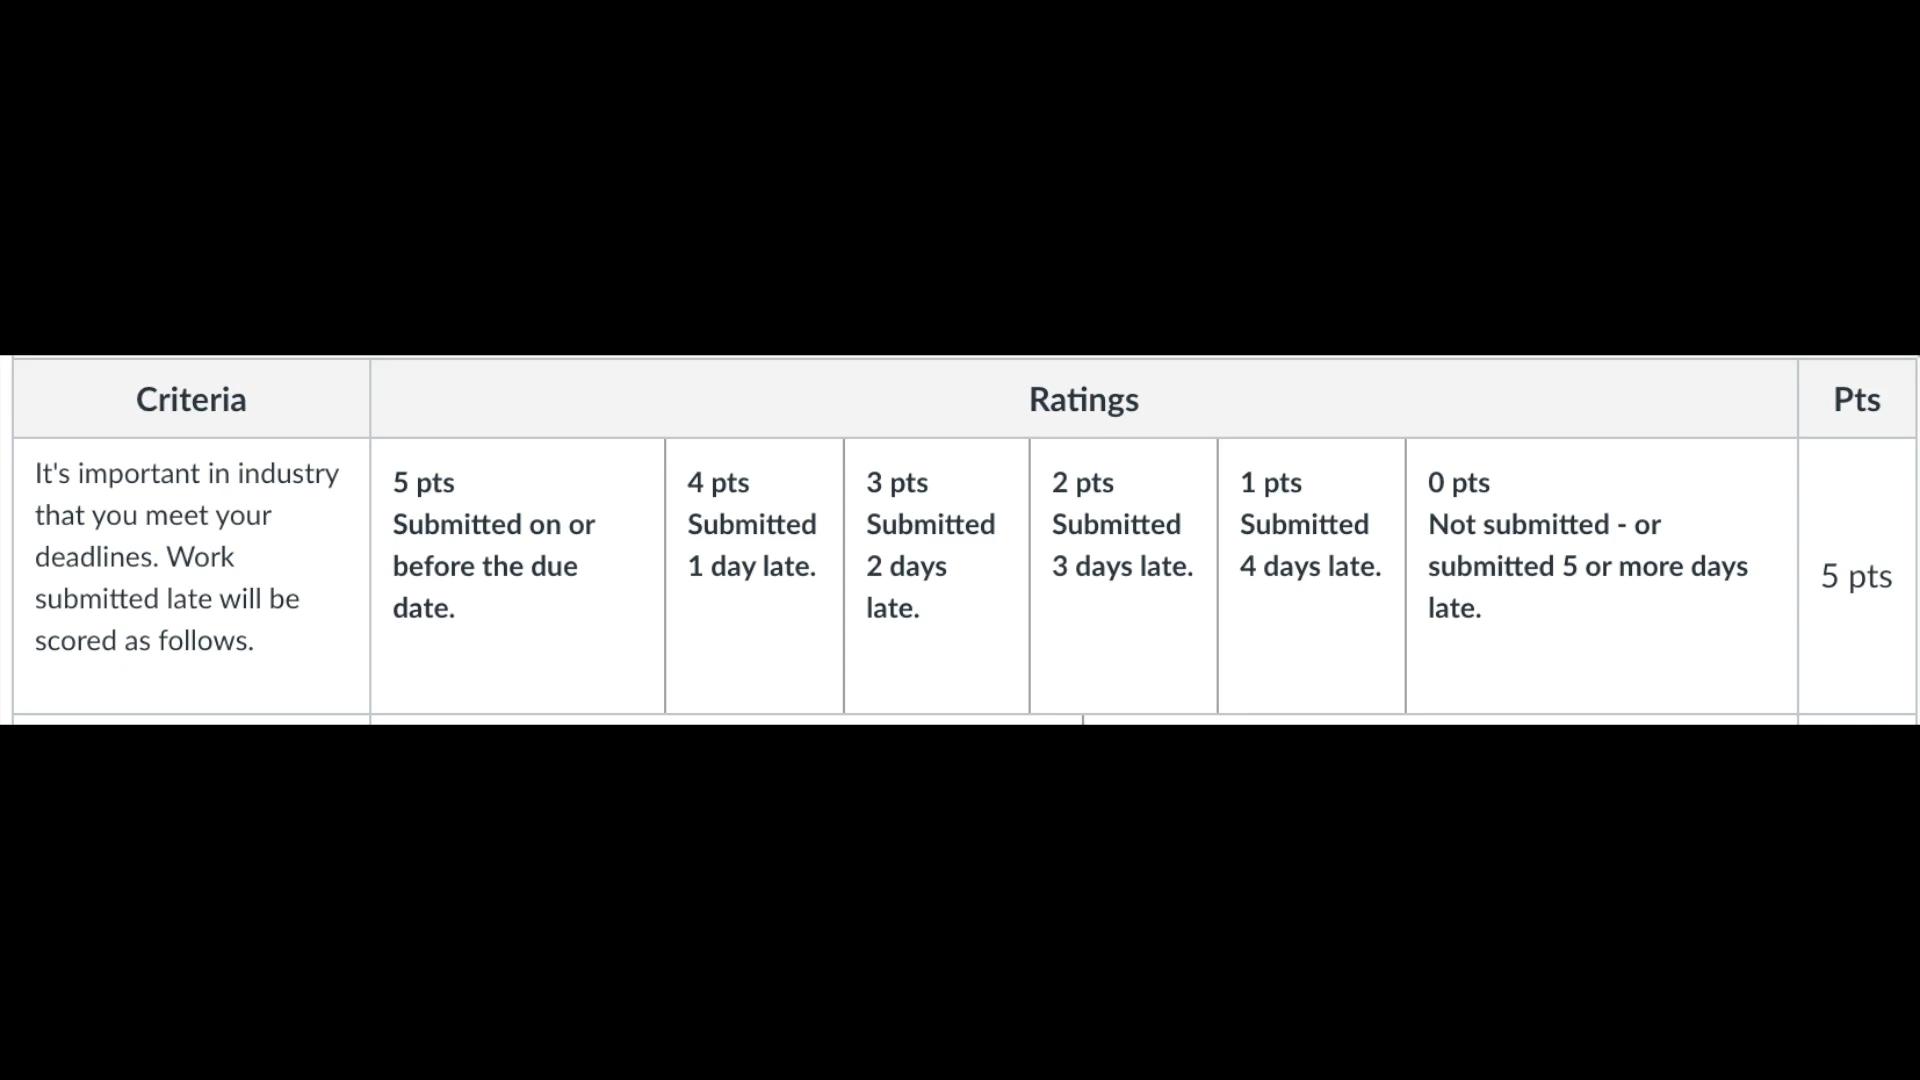 Criteria
Ratings
Pts
It's important in industry
that you meet your
deadlines. Work
submitted late will be
scored as follows.
5 pts
Submitted on or
before the due
date.
4 pts
Submitted
1 day late.
3 pts
Submitted
2 days
late.
2 pts
Submitted
3 days late.
1 pts
Submitted
4 days late.
0 pts
Not submitted - or
submitted 5 or more days
late.
5 pts